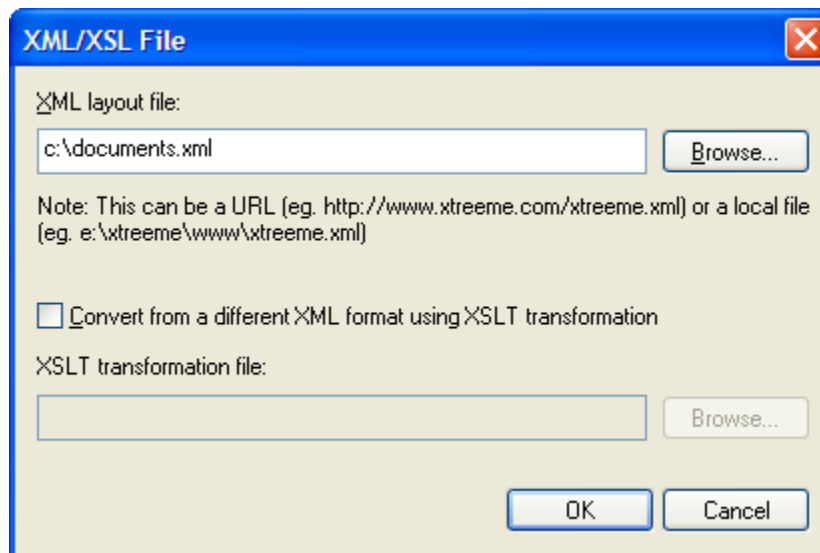 XML/XSL File
XML layout file:
c:\documents.xml
Browse...
Note: This can be a URL (eg. http://www.xtreeme.com/xtreeme.xml) or a local file
(eg. e:\xtreeme\www\xtreeme.xml)
Convert from a different XML format using XSLT transformation
XSLT transformation file:
Browse...
OK Cancel